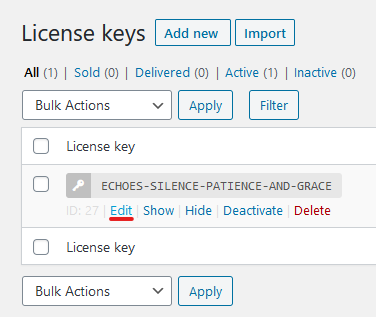 License keys Add new Import
All (1) | Sold (0) | Delivered (0) | Active (1) | Inactive (0)
Bulk Actions Apply Filter
License key
ECHOES-SILENCE-PATIENCE-AND-GRACE
ID: 27 | Edit | Show | Hide | Deactivate | Delete
License key
Bulk Actions Apply